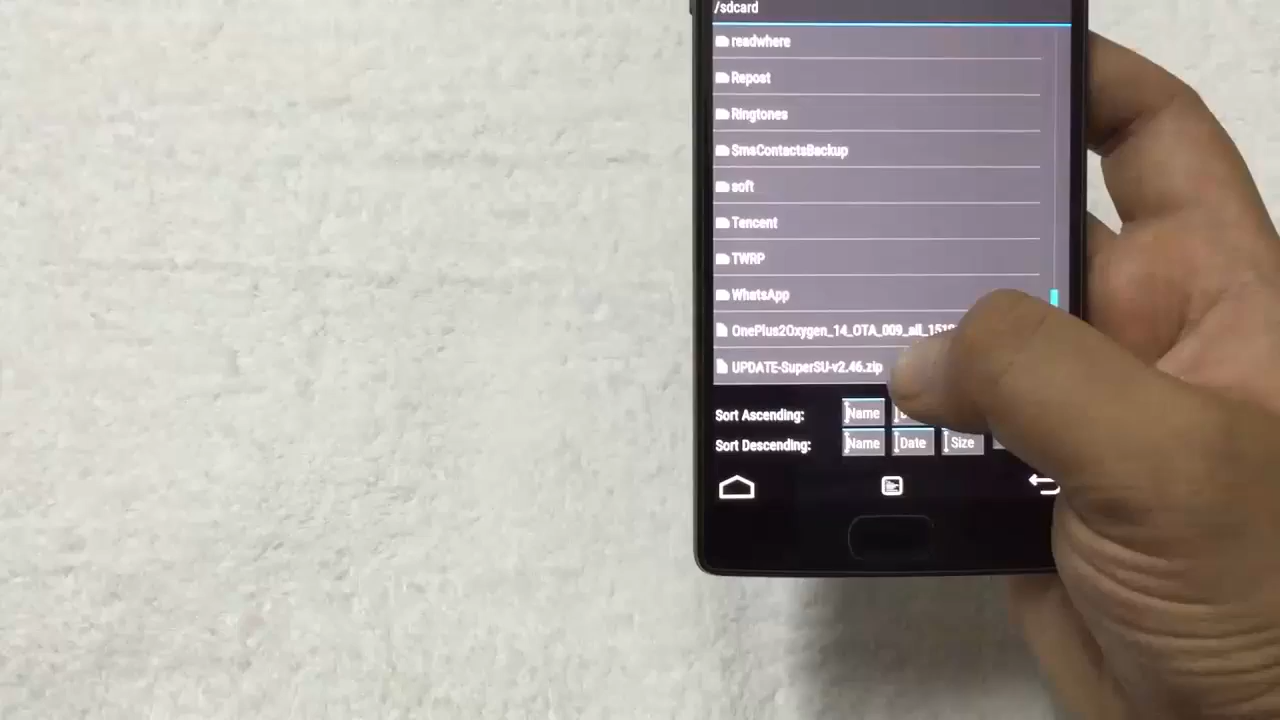 /sdcard
readwhere
Repost
Ringtones
SmsContactsBackup
soft
Tencent
TWRP
WhatsApp
OnePlus2Oxygen_14_OTA_009_all_151
UPDATE-SuperSU-v2.46.zip
Sort Ascending: Name
Sort Descending: Name Date Size